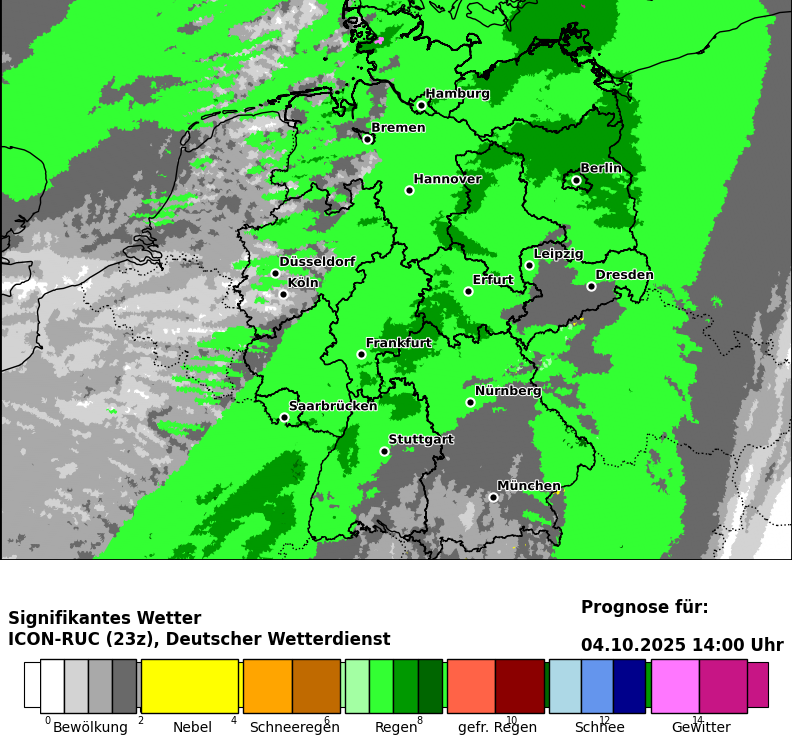 Hamburg
Bremen
Berlin
Hannover
Leipzig
Düsseldorf
Dresden
Köln
Erfurt
Frankfurt
Nürnberg
Saarbrücken
Stuttgart
München
Signifikantes Wetter
ICON-RUC (23z), Deutscher Wetterdienst
Prognose für:
04.10.2025 14:00 Uhr
0 2 4 6 8 10 12 14
Bewölkung Nebel Schneeregen Regen gefr. Regen Schnee Gewitter